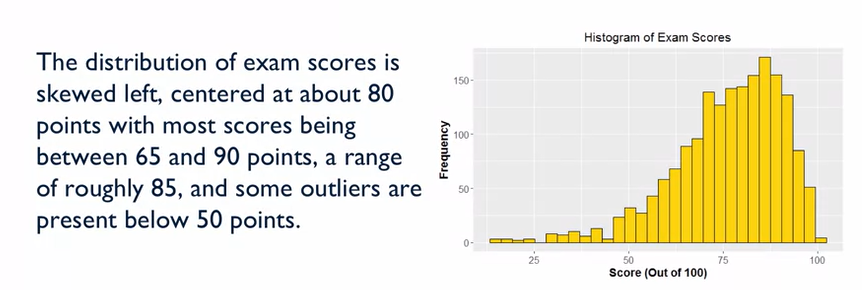 The distribution of exam scores is
skewed left, centered at about 80
points with most scores being
between 65 and 90 points, a range
of roughly 85, and some outliers are
present below 50 points.
Histogram of Exam Scores
Frequency
150
100
50
0
25
50
75
100
Score (Out of 100)